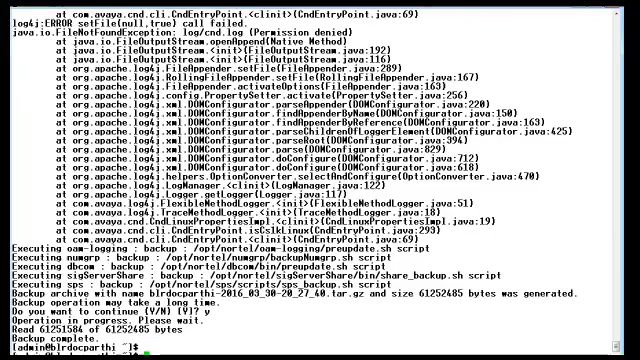 at com.avaya.cnd.cli.CndEntryPoint.<clinit>(CndEntryPoint.java:69)
log4j:ERROR setFile(null,true) call failed.
java.io.FileNotFoundException: log/cnd.log (Permission denied)
at java.io.FileOutputStream.openAppend(Native Method)
at java.io.FileOutputStream.<init>(FileOutputStream.java:192)
at java.io.FileOutputStream.<init>(FileOutputStream.java:116)
at org.apache.log4j.FileAppender.setFile(FileAppender.java:289)
at org.apache.log4j.RollingFileAppender.setFile(RollingFileAppender.java:167)
at org.apache.log4j.FileAppender.activateOptions(FileAppender.java:163)
at org.apache.log4j.config.PropertySetter.activate(PropertySetter.java:256)
at org.apache.log4j.xml.DOMConfigurator.parseAppender(DOMConfigurator.java:220)
at org.apache.log4j.xml.DOMConfigurator.findAppenderByName(DOMConfigurator.java:150)
at org.apache.log4j.xml.DOMConfigurator.findAppenderByReference(DOMConfigurator.java:163)
at org.apache.log4j.xml.DOMConfigurator.parseChildrenOfLoggerElement(DOMConfigurator.java:425)
at org.apache.log4j.xml.DOMConfigurator.parseRoot(DOMConfigurator.java:394)
at org.apache.log4j.xml.DOMConfigurator.parse(DOMConfigurator.java:829)
at org.apache.log4j.xml.DOMConfigurator.doConfigure(DOMConfigurator.java:712)
at org.apache.log4j.xml.DOMConfigurator.doConfigure(DOMConfigurator.java:618)
at org.apache.log4j.helpers.OptionConverter.selectAndConfigure(OptionConverter.java:470)
at org.apache.log4j.LogManager.<clinit>(LogManager.java:122)
at org.apache.log4j.Logger.getLogger(Logger.java:117)
at com.avaya.log4j.FlexibleMethodLogger.<init>(FlexibleMethodLogger.java:51)
at com.avaya.log4j.TraceMethodLogger.<init>(TraceMethodLogger.java:18)
at com.avaya.cnd.CndLinuxPropertiesImpl.<clinit>(CndLinuxPropertiesImpl.java:19)
at com.avaya.cnd.cli.CndEntryPoint.isCs1kLinux(CndEntryPoint.java:293)
at com.avaya.cnd.cli.CndEntryPoint.<clinit>(CndEntryPoint.java:69)
Executing oam-logging : backup : /opt/nortel/oam-logging/preupdate.sh script
Executing numgrp : backup : /opt/nortel/numgrp/backupNumgrp.sh script
Executing dbcom : backup : /opt/nortel/dbcom/bin/preupdate.sh script
Executing sigServerShare : backup : /opt/nortel/sigServerShare/bin/share_backup.sh script
Executing sps : backup : /opt/nortel/sps/scripts/sps_backup.sh script
Backup archive with name blrdocparthi-2016_03_30-20_27_40.tar.gz and size 61252485 bytes was generated.
Backup operation may take a long time.
Do you want to continue (Y/N) [Y]? y
Operation in progress. Please wait.
Read 61251584 of 61252485 bytes
Backup complete.
[admin@blrdocparthi ~]$
[admin@blrdocparthi ~]$